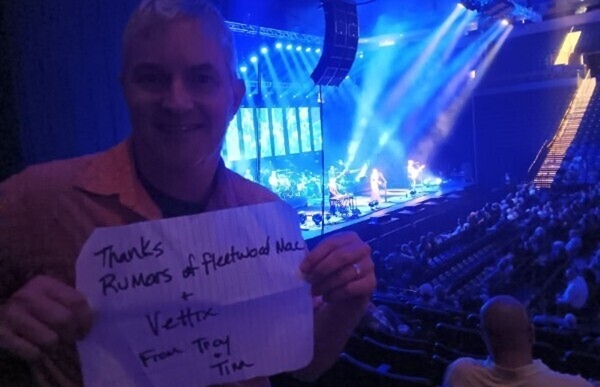 Thanks
Rumors of Fleetwood Mac
+
VetTix
From Troy
+ Tim